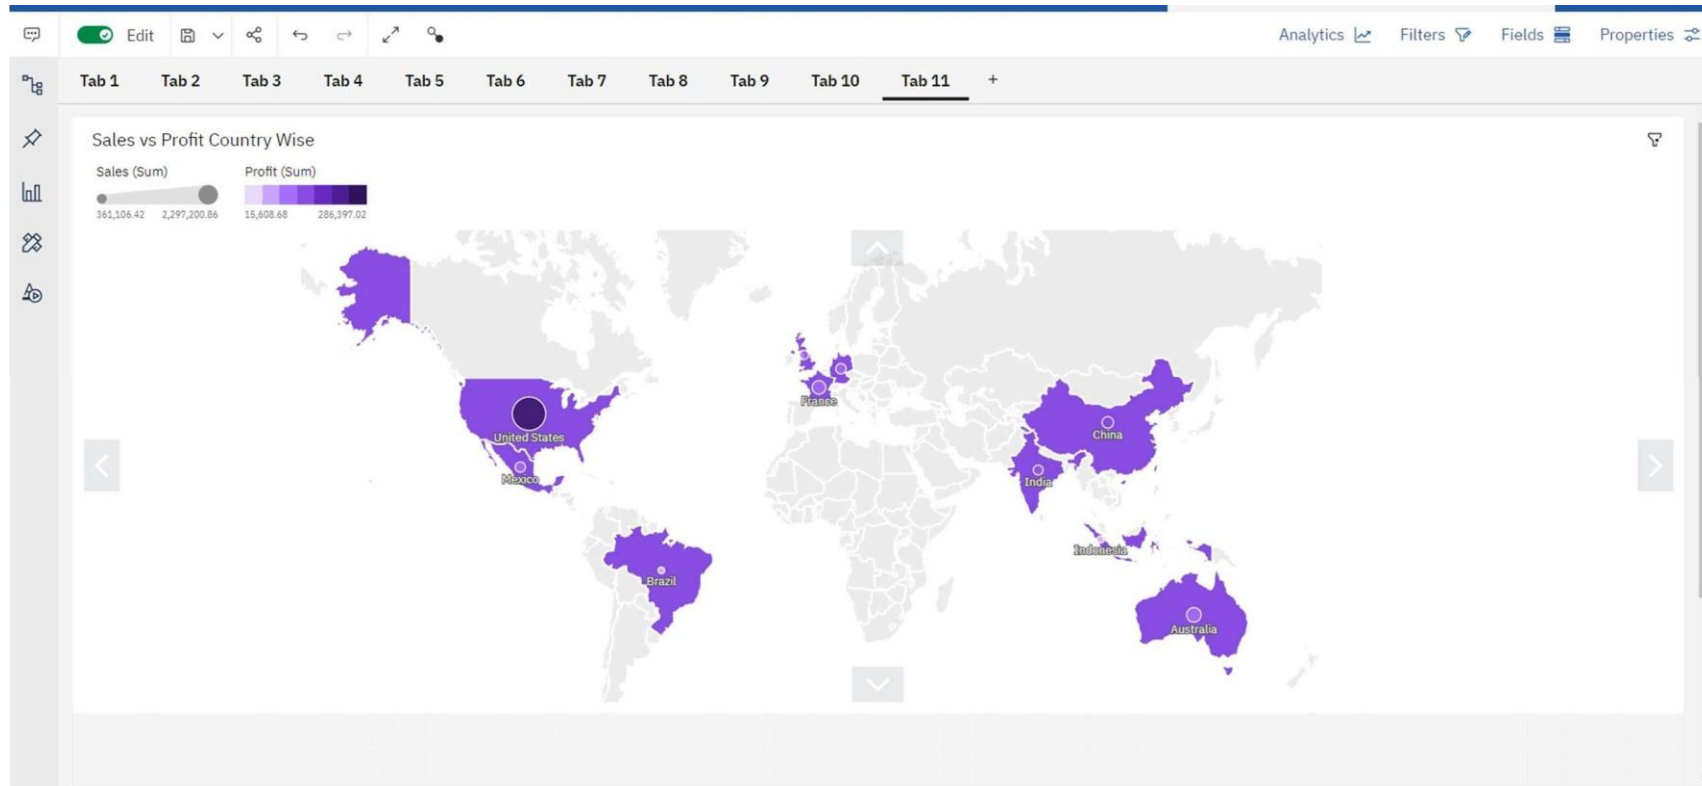 Edit
Analytics
Filters
Fields
Properties
Tab 1
Tab 2
Tab 3
Tab 4
Tab 5
Tab 6
Tab 7
Tab 8
Tab 9
Tab 10
Tab 11
+
Sales vs Profit Country Wise
Sales (Sum)
Profit (Sum)
361,106.42
2,297,200.86
15,608.68
286,397.02
France
United States
China
Mexico
India
Indonesia
Brazil
Australia